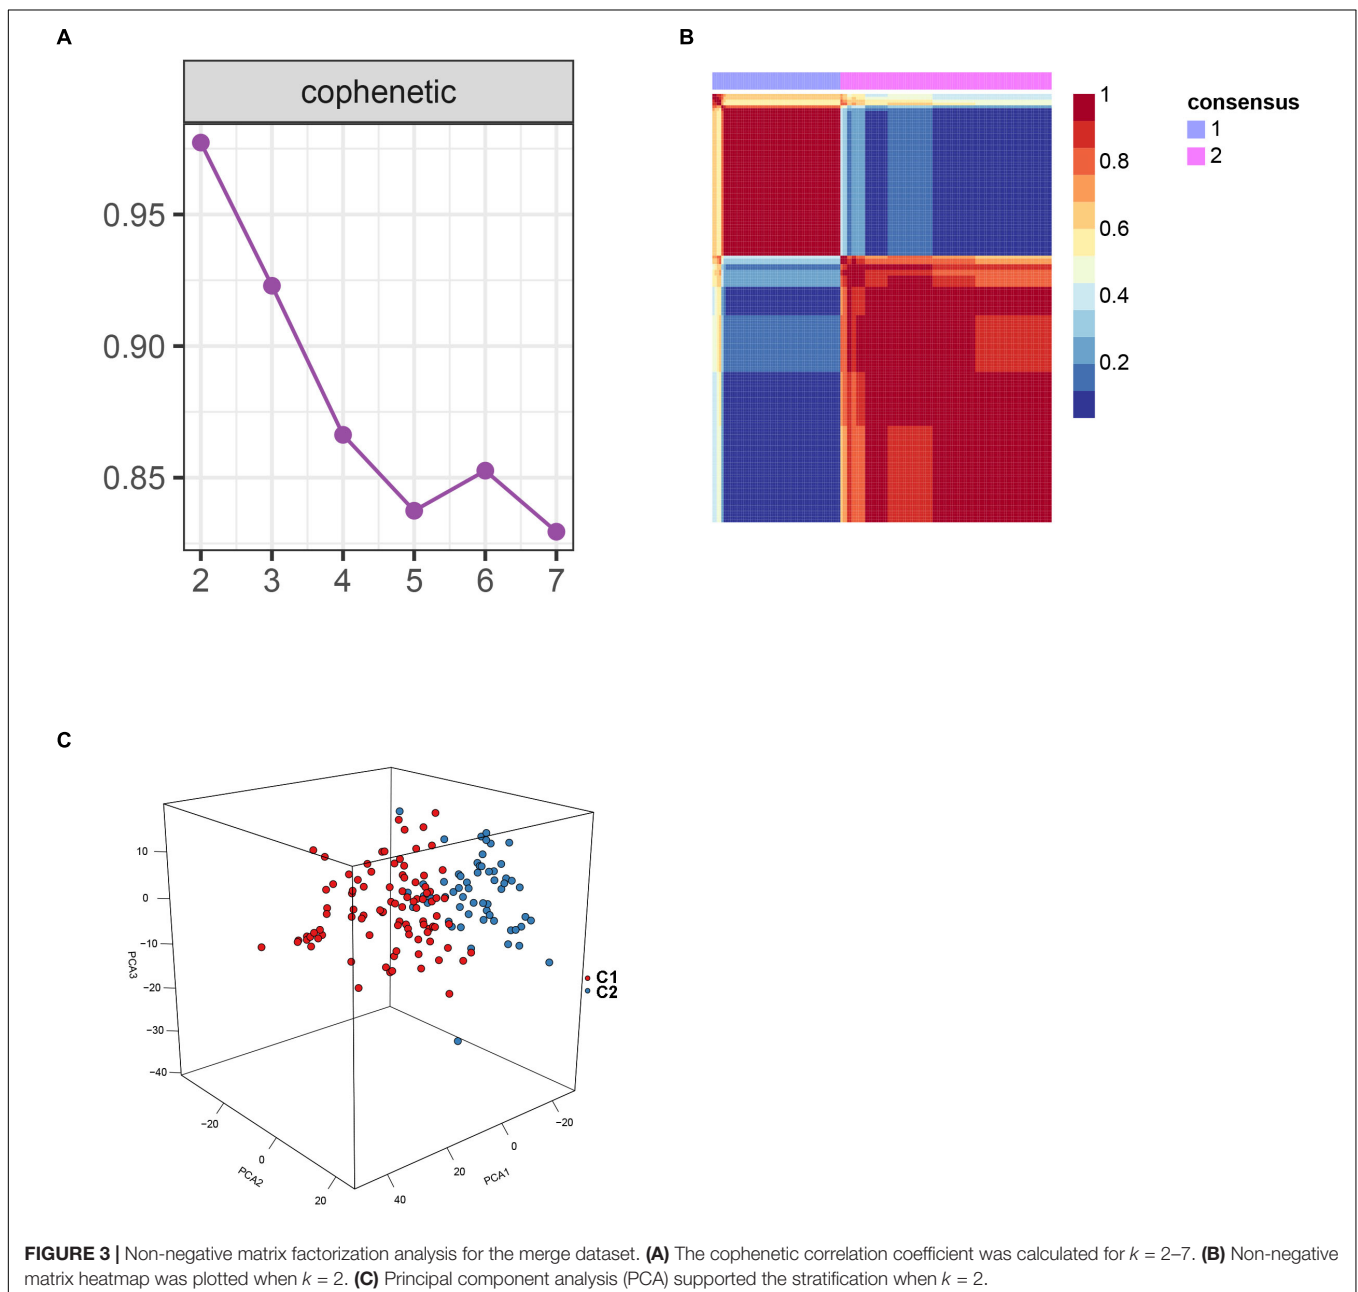 A
cophenetic
0.95
0.90
0.85
2 3 4 5 6 7
B
1
0.8
0.6
0.4
0.2
consensus
1
2
C
10
0
−10
−20
−30
−40
PCA3
−20
0
20
PCA2
40
20
0
−20
PCA1
C1
C2
FIGURE 3 | Non-negative matrix factorization analysis for the merge dataset. (A) The cophenetic correlation coefficient was calculated for k = 2–7. (B) Non-negative
matrix heatmap was plotted when k = 2. (C) Principal component analysis (PCA) supported the stratification when k = 2.